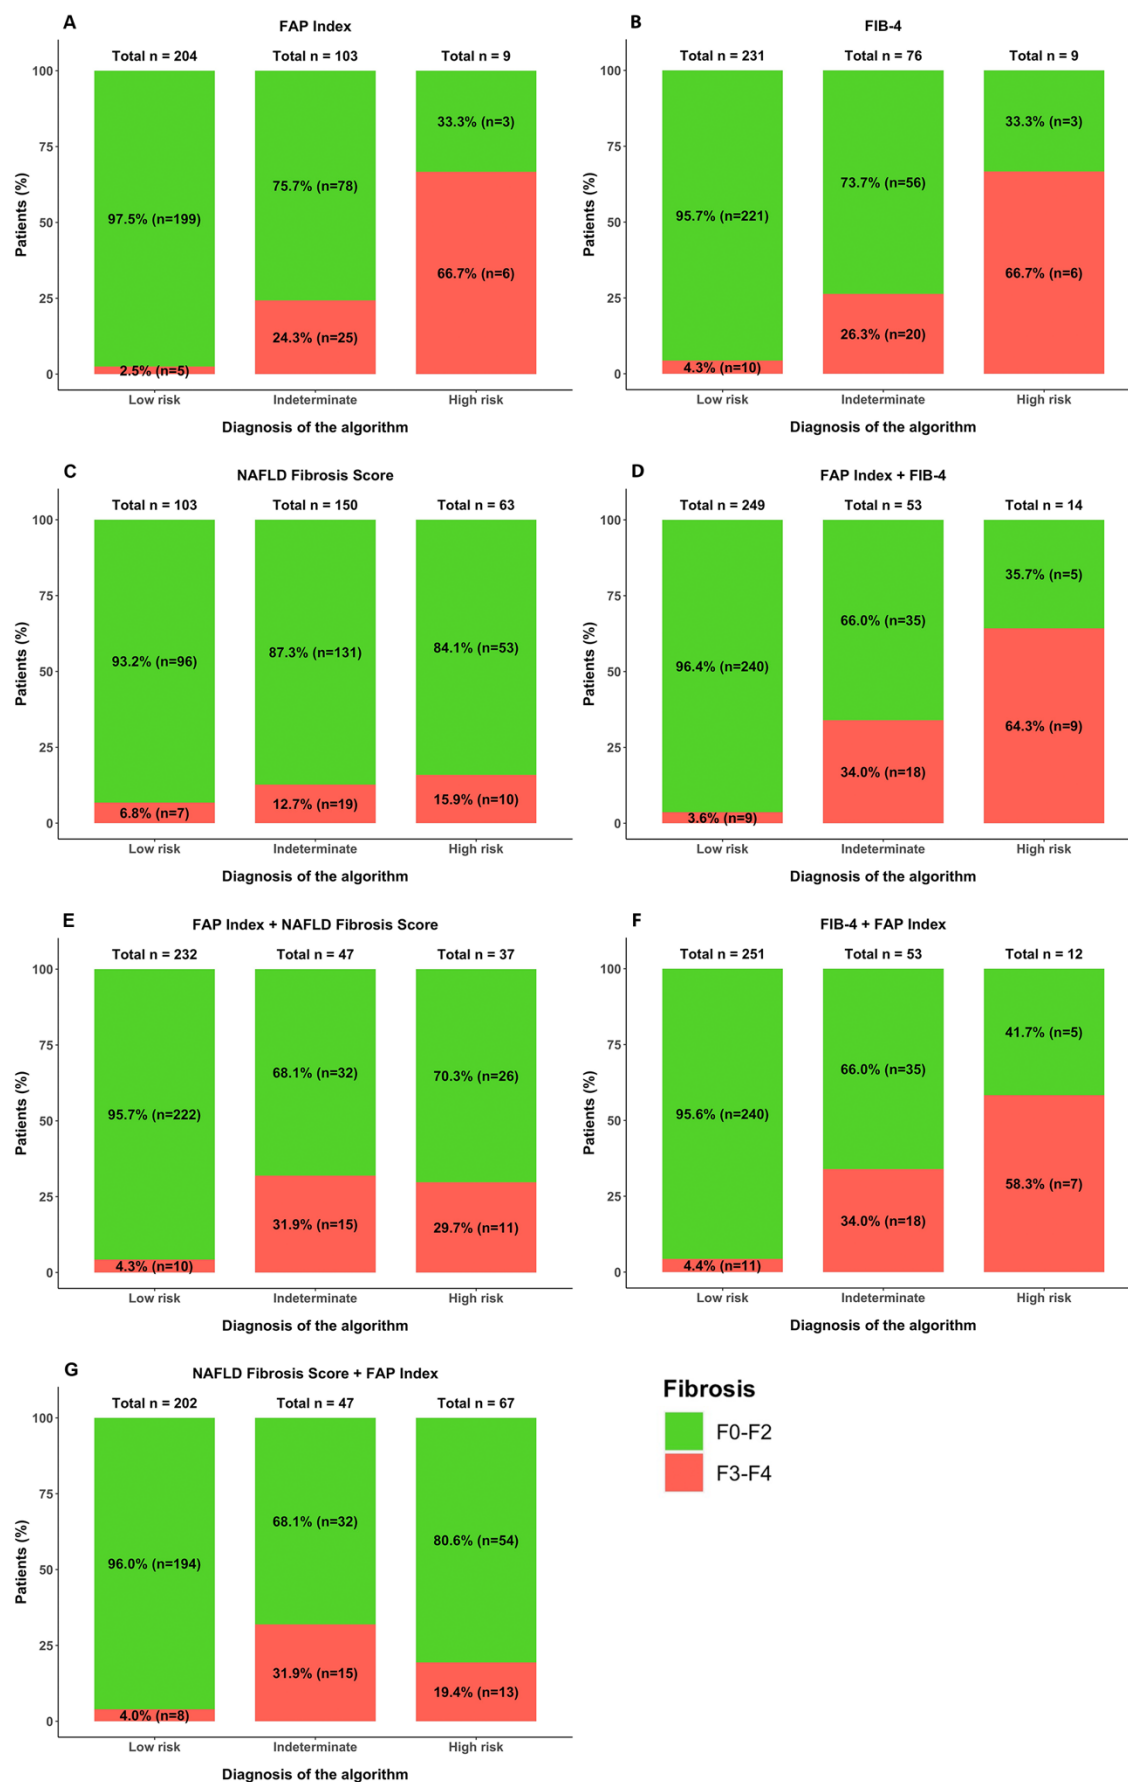 A
FAP Index
Total n = 204
Total n = 103
Total n = 9
100
75
50
25
0
Patients (%)
97.5% (n=199)
2.5% (n=5)
75.7% (n=78)
24.3% (n=25)
33.3% (n=3)
66.7% (n=6)
Low risk
Indeterminate
High risk
Diagnosis of the algorithm
B
FIB-4
Total n = 231
Total n = 76
Total n = 9
100
75
50
25
0
Patients (%)
95.7% (n=221)
4.3% (n=10)
73.7% (n=56)
26.3% (n=20)
33.3% (n=3)
66.7% (n=6)
Low risk
Indeterminate
High risk
Diagnosis of the algorithm
C
NAFLD Fibrosis Score
Total n = 103
Total n = 150
Total n = 63
100
75
50
25
0
Patients (%)
93.2% (n=96)
6.8% (n=7)
87.3% (n=131)
12.7% (n=19)
84.1% (n=53)
15.9% (n=10)
Low risk
Indeterminate
High risk
Diagnosis of the algorithm
D
FAP Index + FIB-4
Total n = 249
Total n = 53
Total n = 14
100
75
50
25
0
Patients (%)
96.4% (n=240)
3.6% (n=9)
66.0% (n=35)
34.0% (n=18)
35.7% (n=5)
64.3% (n=9)
Low risk
Indeterminate
High risk
Diagnosis of the algorithm
E
FAP Index + NAFLD Fibrosis Score
Total n = 232
Total n = 47
Total n = 37
100
75
50
25
0
Patients (%)
95.7% (n=222)
4.3% (n=10)
68.1% (n=32)
31.9% (n=15)
70.3% (n=26)
29.7% (n=11)
Low risk
Indeterminate
High risk
Diagnosis of the algorithm
F
FIB-4 + FAP Index
Total n = 251
Total n = 53
Total n = 12
100
75
50
25
0
Patients (%)
95.6% (n=240)
4.4% (n=11)
66.0% (n=35)
34.0% (n=18)
41.7% (n=5)
58.3% (n=7)
Low risk
Indeterminate
High risk
Diagnosis of the algorithm
G
NAFLD Fibrosis Score + FAP Index
Total n = 202
Total n = 47
Total n = 67
100
75
50
25
0
Patients (%)
96.0% (n=194)
4.0% (n=8)
68.1% (n=32)
31.9% (n=15)
80.6% (n=54)
19.4% (n=13)
Low risk
Indeterminate
High risk
Diagnosis of the algorithm
Fibrosis
F0-F2
F3-F4